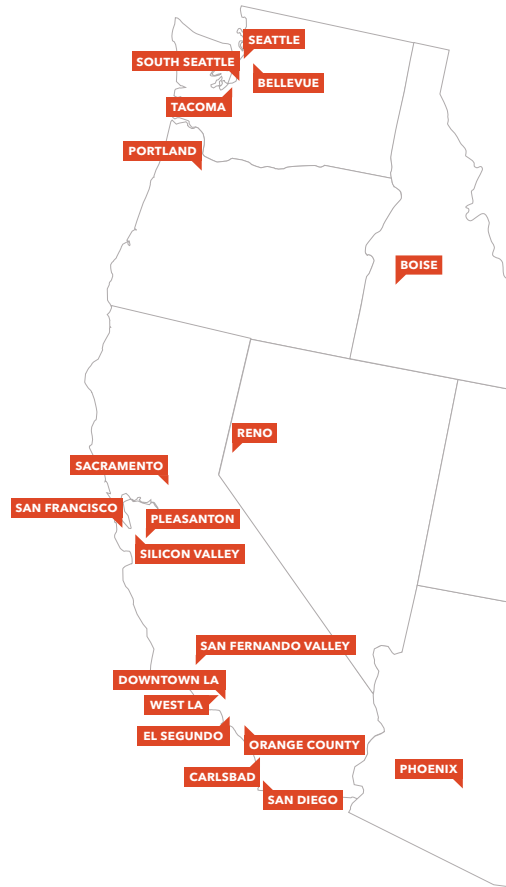 SEATTLE
SOUTH SEATTLE
BELLEVUE
TACOMA
PORTLAND
BOISE
RENO
SACRAMENTO
SAN FRANCISCO
PLEASANTON
SILICON VALLEY
SAN FERNANDO VALLEY
DOWNTOWN LA
WEST LA
EL SEGUNDO
ORANGE COUNTY
PHOENIX
CARLSBAD
SAN DIEGO